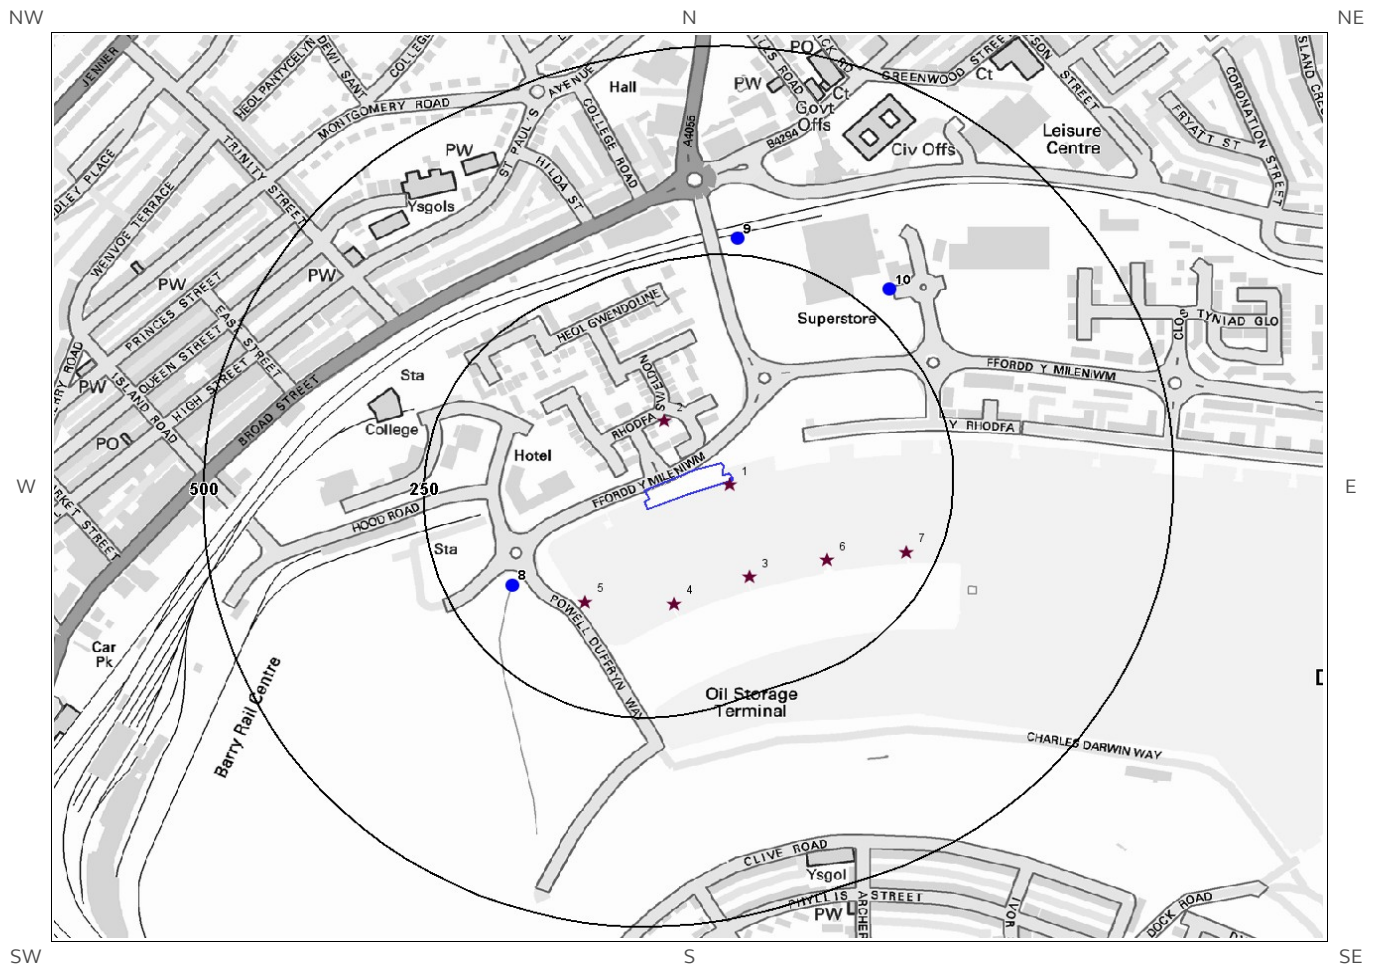 NW
N
NE
JENNER
HEOL PANTYCELYN
DEWI SANT
COLLEGE
MONTGOMERY ROAD
ST PAUL'S AVENUE
Hall
COLLEGE ROAD
A4055
PO
PW
Ct
Govt
Offs
B4294
GREENWOOD STREET
Ct
Civ Offs
Leisure
Centre
FRYATT ST
CORONATION STREET
TRINITY STREET
PW
Ysgols
HILDA ST
WENVOE TERRACE
PW
PW
PRINCES STREET
EAST STREET
QUEEN STREET
HIGH STREET
ISLAND ROAD
PW
PO
BROAD STREET
9
10
Superstore
HEOL GWENDOLINE
TYNIAD GLO
CLOS
Sta
College
SWELDON
RHODFA
2
FFORDD Y MILENIWM
Y RHODFA
W
500
250
Hotel
FFORDD Y MILENIWM
1
E
HOOD ROAD
Sta
8
5
4
3
6
7
POWELL DUFFRYN WAY
Car
Pk
Barry Rail Centre
Oil Storage
Terminal
CHARLES DARWIN WAY
CLIVE ROAD
Ysgol
PHYLLIS STREET
PW
ARCHER
IVOR
DOCK ROAD
SW
S
SE